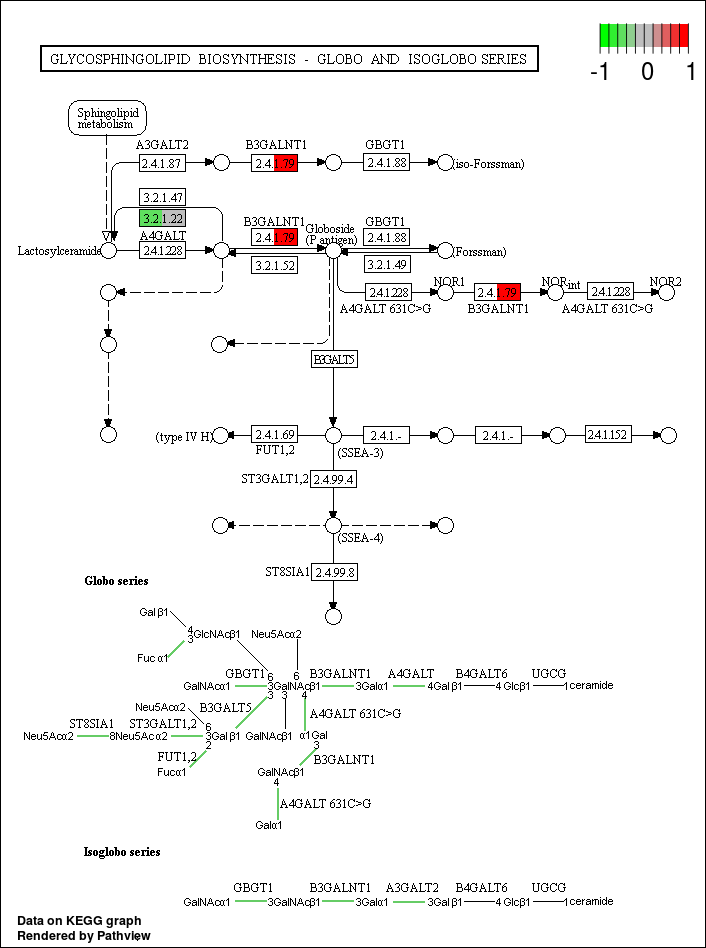 -1 0 1
GLYCOSPHINGOLIPID BIOSYNTHESIS - GLOBO AND ISOGLOBO SERIES
Sphingolipid
metabolism
A3GALT2 B3GALNT1 GBGT1
2.4.1.87 2.4.1.79 2.4.1.88 (iso-Forssman)
3.2.1.47
3.2.1.22
B3GALNT1 GBGT1
Globoside
(P antigen)
A4GALT 2.4.1.79 2.4.1.88
Lactosylceramide 2.4.1.228 (Forssman)
3.2.1.52 3.2.1.49
NOR1 NORint NOR2
2.4.1.228 2.4.1.79 2.4.1.228
A4GALT 631C>G B3GALNT1 A4GALT 631C>G
B3GALT5
(type IV H) 2.4.1.69 2.4.1.- 2.4.1.- 2.4.1.152
FUT1,2 (SSEA-3)
ST3GALT1,2 2.4.99.4
(SSEA-4)
ST8SIA1 2.4.99.8
Globo series
Galβ1
4
3
GlcNAcβ1 Neu5Acα2
Fucα1
GBGT1 6 6 B3GALNT1 A4GALT B4GALT6 UGCG
GalNAcα1 3GalNAcβ1 3Galα1 4Galβ1 4Glcβ1 1ceramide
3 3 4
Neu5Acα2 B3GALT5
A4GALT 631C>G
ST8SIA1 ST3GALT1,2 6
Neu5Acα2 8Neu5Acα2 3Galβ1 GalNAcβ1 α1Gal
2 3
FUT1,2 B3GALNT1
Fucα1 GalNAcβ1
4
A4GALT 631C>G
Galα1
Isoglobo series
GBGT1 B3GALNT1 A3GALT2 B4GALT6 UGCG
GalNAcα1 3GalNAcβ1 3Galα1 3Galβ1 4Glcβ1 1ceramide
Data on KEGG graph
Rendered by Pathview